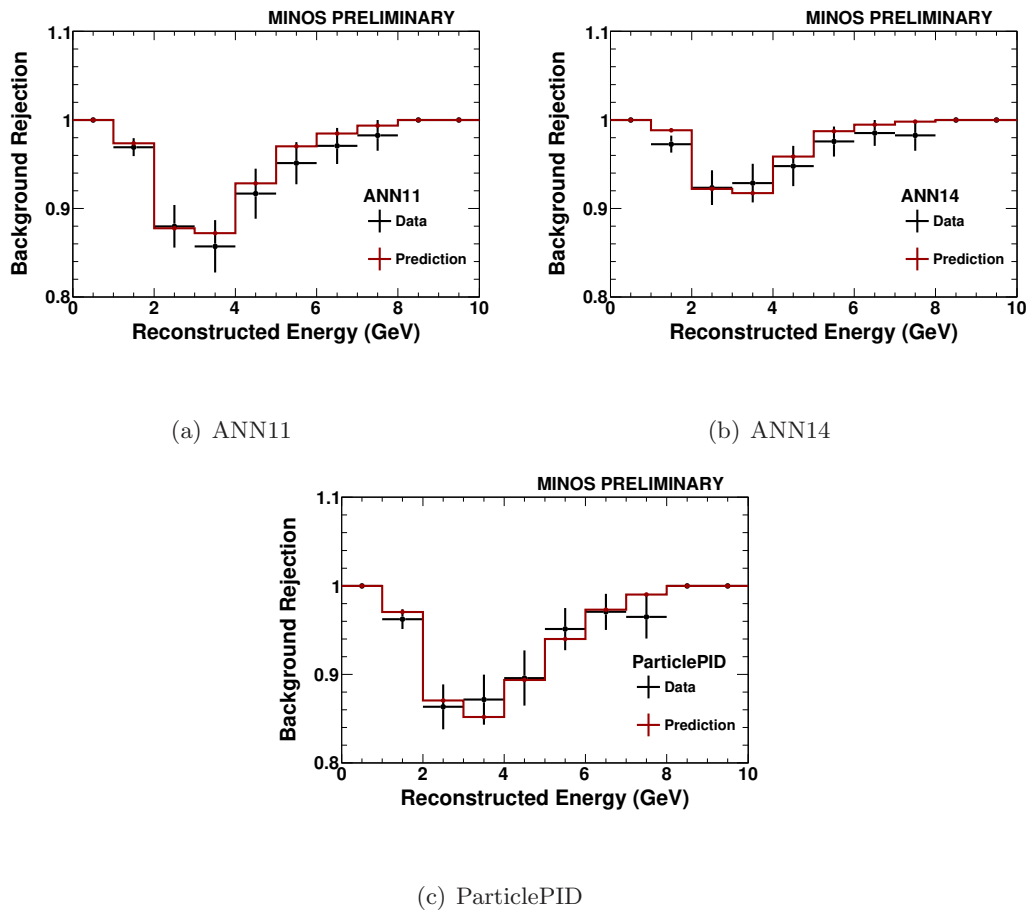 MINOS PRELIMINARY
1.1
1
0.9
0.8
Background Rejection
ANN11
Data
Prediction
0 2 4 6 8 10
Reconstructed Energy (GeV)
(a) ANN11
MINOS PRELIMINARY
1.1
1
0.9
0.8
Background Rejection
ANN14
Data
Prediction
0 2 4 6 8 10
Reconstructed Energy (GeV)
(b) ANN14
MINOS PRELIMINARY
1.1
1
0.9
0.8
Background Rejection
ParticlePID
Data
Prediction
0 2 4 6 8 10
Reconstructed Energy (GeV)
(c) ParticlePID